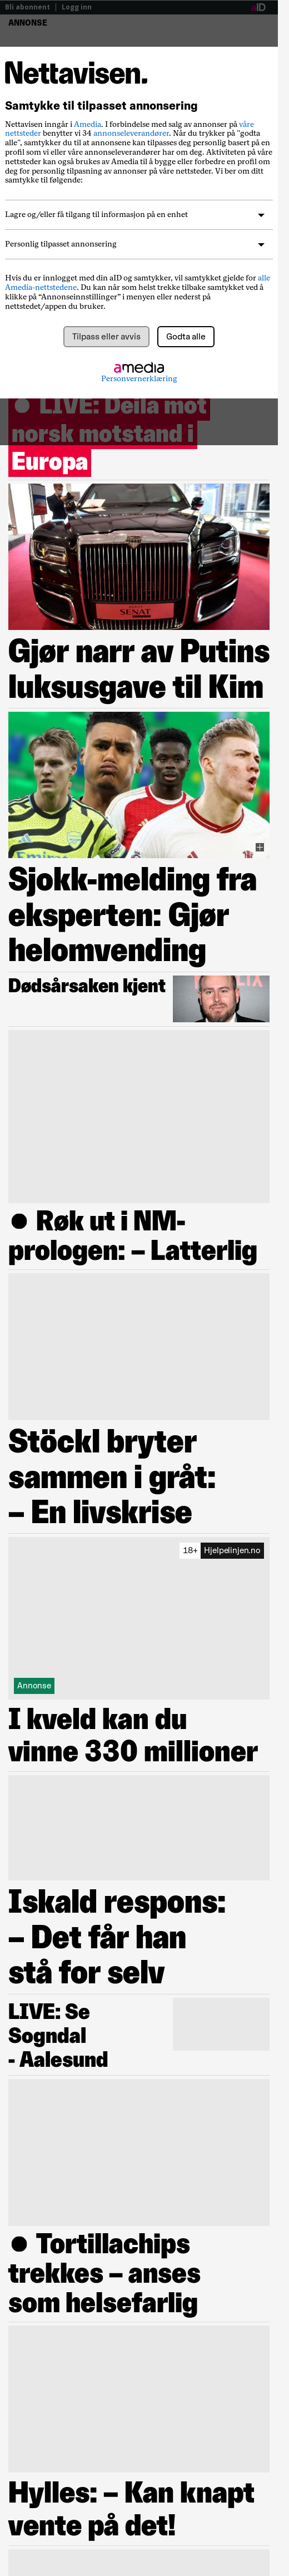 Bli abonnent | Logg inn aID
ANNONSE
Nettavisen.
Samtykke til tilpasset annonsering
Nettavisen inngår i Amedia. I forbindelse med salg av annonser på våre
nettsteder benytter vi 34 annonseleverandører. Når du trykker på "godta
alle", samtykker du til at annonsene kan tilpasses deg personlig basert på en
profil som vi eller våre annonseleverandører har om deg. Aktiviteten på våre
nettsteder kan også brukes av Amedia til å bygge eller forbedre en profil om
deg for personlig tilpasning av annonser på våre nettsteder. Vi ber om ditt
samtykke til følgende:
Lagre og/eller få tilgang til informasjon på en enhet
Personlig tilpasset annonsering
Hvis du er innlogget med din aID og samtykker, vil samtykket gjelde for alle
Amedia-nettstedene. Du kan når som helst trekke tilbake samtykket ved å
klikke på “Annonseinnstillinger” i menyen eller nederst på
nettstedet/appen du bruker.
Tilpass eller avvis Godta alle
amedia
Personvernerklæring
LIVE: Deila mot
norsk motstand i
Europa
SENAT
Gjør narr av Putins
luksusgave til Kim
Sjokk-melding fra
eksperten: Gjør
helomvending
Dødsårsaken kjent
Røk ut i NM-
prologen: – Latterlig
Stöckl bryter
sammen i gråt:
– En livskrise
18+ Hjelpelinjen.no
Annonse
I kveld kan du
vinne 330 millioner
Iskald respons:
– Det får han
stå for selv
LIVE: Se
Sogndal
- Aalesund
Tortillachips
trekkes – anses
som helsefarlig
Hylles: – Kan knapt
vente på det!